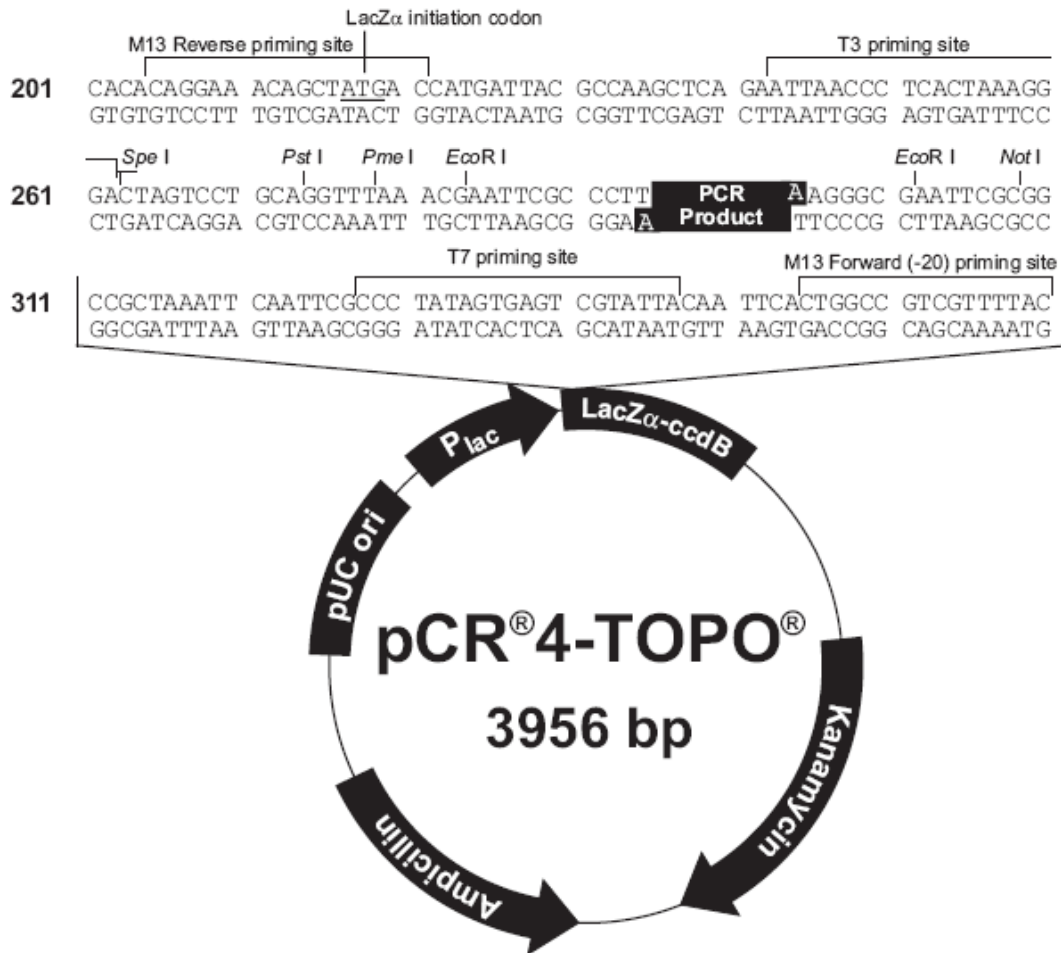 LacZα initiation codon
M13 Reverse priming site T3 priming site
201 CACACAGGAA ACAGCTATGA CCATGATTAC GCCAAGCTCA GAATTAACCC TCACTAAAGG
GTGTGTCCTT TGTCGATACT GGTACTAATG CGGTTCGAGT CTTAATTGGG AGTGATTTCC
Spe I Pst I Pme I EcoR I EcoR I Not I
261 GACTAGTCCT GCAGGTTTAA ACGAATTCGC CCTT PCR A AGGGC GAATTCGCGG
CTGATCAGGA CGTCCAAATT TGCTTAAGCG GGAA A Product TTCCCG CTTAAGCGCC
T7 priming site M13 Forward (-20) priming site
311 CCGCTAAATT CAATTCGCCC TATAGTGAGT CGTATTACAA TTCACTGGCC GTCGTTTTAC
GGCGATTTAA GTTAAGCGGG ATATCACTCA GCATAATGTT AAGTGACCGG CAGCAAAATG
Plac
LacZα-ccdB
pUC ori
pCR®4-TOPO®
3956 bp
Kanamycin
Ampicillin